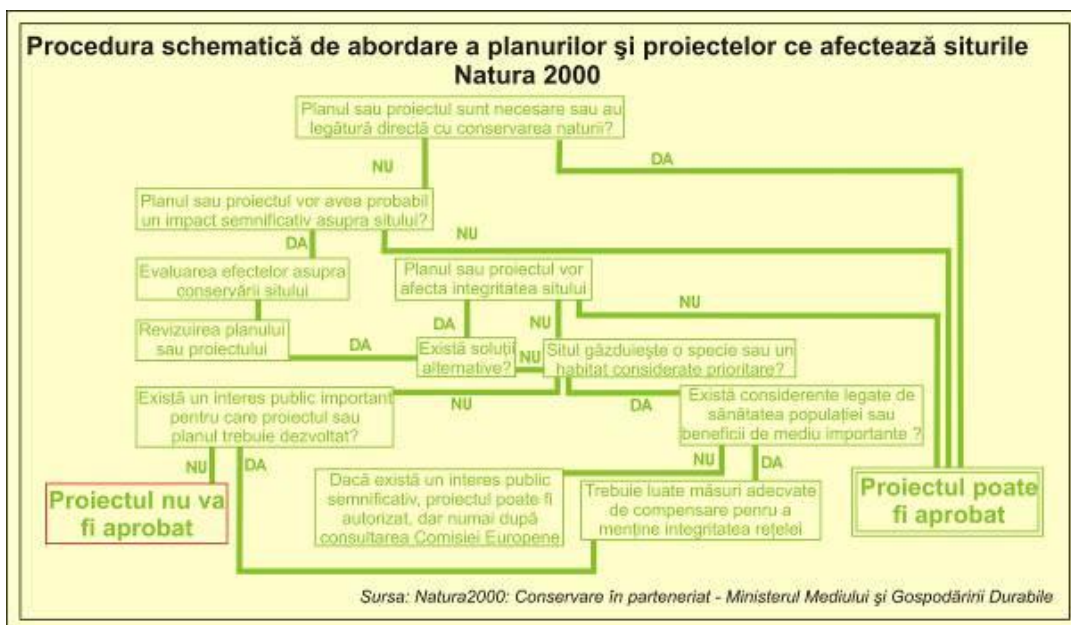 Procedura schematică de abordare a planurilor şi proiectelor ce afectează siturile
Natura 2000
Planul sau proiectul sunt necesare sau au
legătură directă cu conservarea naturii?
NU
DA
Planul sau proiectul vor avea probabil
un impact semnificativ asupra sitului?
DA
NU
Evaluarea efectelor asupra
conservării sitului
Planul sau proiectul vor
afecta integritatea sitului
NU
DA
NU
Revizuirea planului
sau proiectului
DA
Există soluţii
alternative?
NU
Situl găzduieşte o specie sau un
habitat considerate prioritare?
Există un interes public important
pentru care proiectul sau
planul trebuie dezvoltat?
NU
DA
Există considerente legate de
sănătatea populaţiei sau
beneficii de mediu importante ?
NU
DA
NU
DA
Proiectul nu va
fi aprobat
Dacă există un interes public
semnificativ, proiectul poate fi
autorizat, dar numai după
consultarea Comisiei Europene
Trebuie luate măsuri adecvate
de compensare penru a
menţine integritatea reţelei
Proiectul poate
fi aprobat
Sursa: Natura2000: Conservare în parteneriat - Ministerul Mediului şi Gospodăririi Durabile